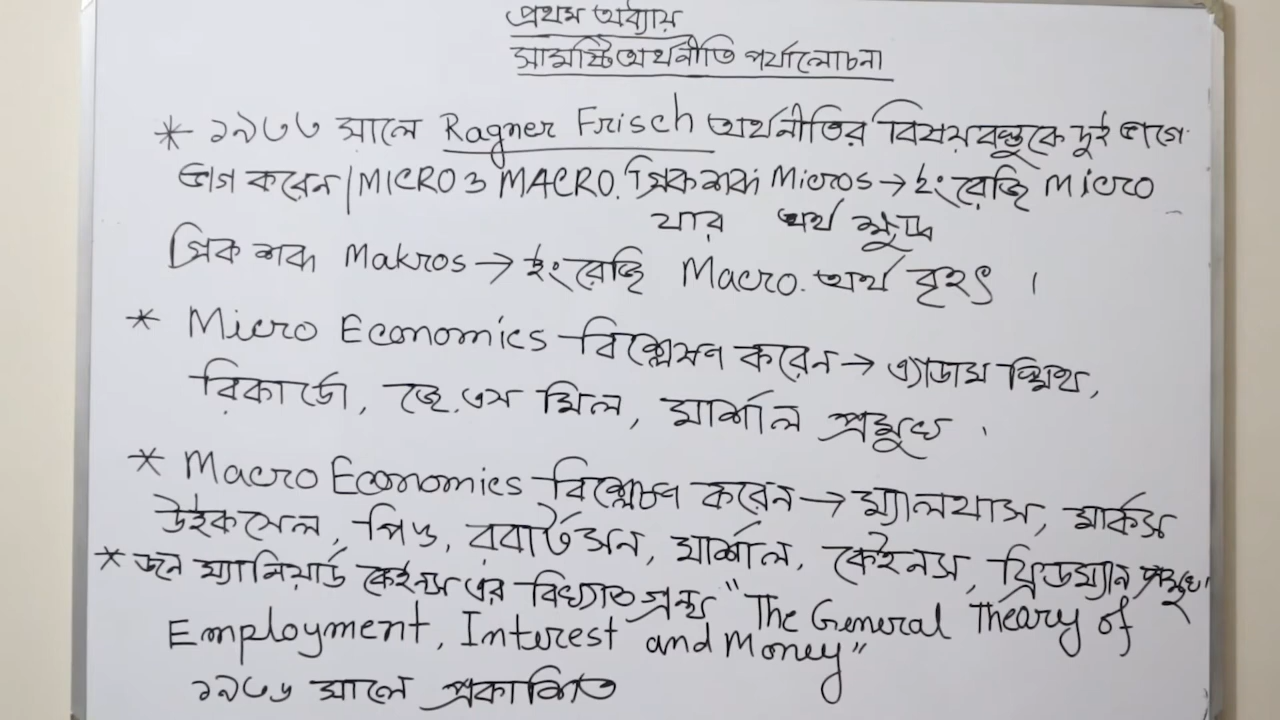 প্রথম অধ্যায়
সামষ্টিঅর্থনীতি পর্যালোচনা
* ১৯৩৩ সালে Ragner Frisch অর্থনীতির বিষয়বস্তুকে দুই ভাগে
ভাগ করেন। MICRO ও MACRO. গ্রিক শব্দ Micros → ইংরেজি Micro
যার অর্থ ক্ষুদ্র
গ্রিক শব্দ Makros → ইংরেজি Macro. অর্থ বৃহৎ ।
* Micro Economics বিশ্লেষণ করেন → এ্যাডাম স্মিথ,
রিকার্ডো, জে.এস মিল, মার্শাল প্রমুখ ।
* Macro Economics বিশ্লেষণ করেন → ম্যালথাস, মার্কস
উইকসেল, পিগু, রবার্টসন, মার্শাল, কেইনস, ফ্রিডম্যান প্রমুখ।
* জন ম্যানিয়ার্ড কেইনস এর বিখ্যাত গ্রন্থ "The General Theary of
Employment, Interest and Money"
১৯৩৬ সালে প্রকাশিত